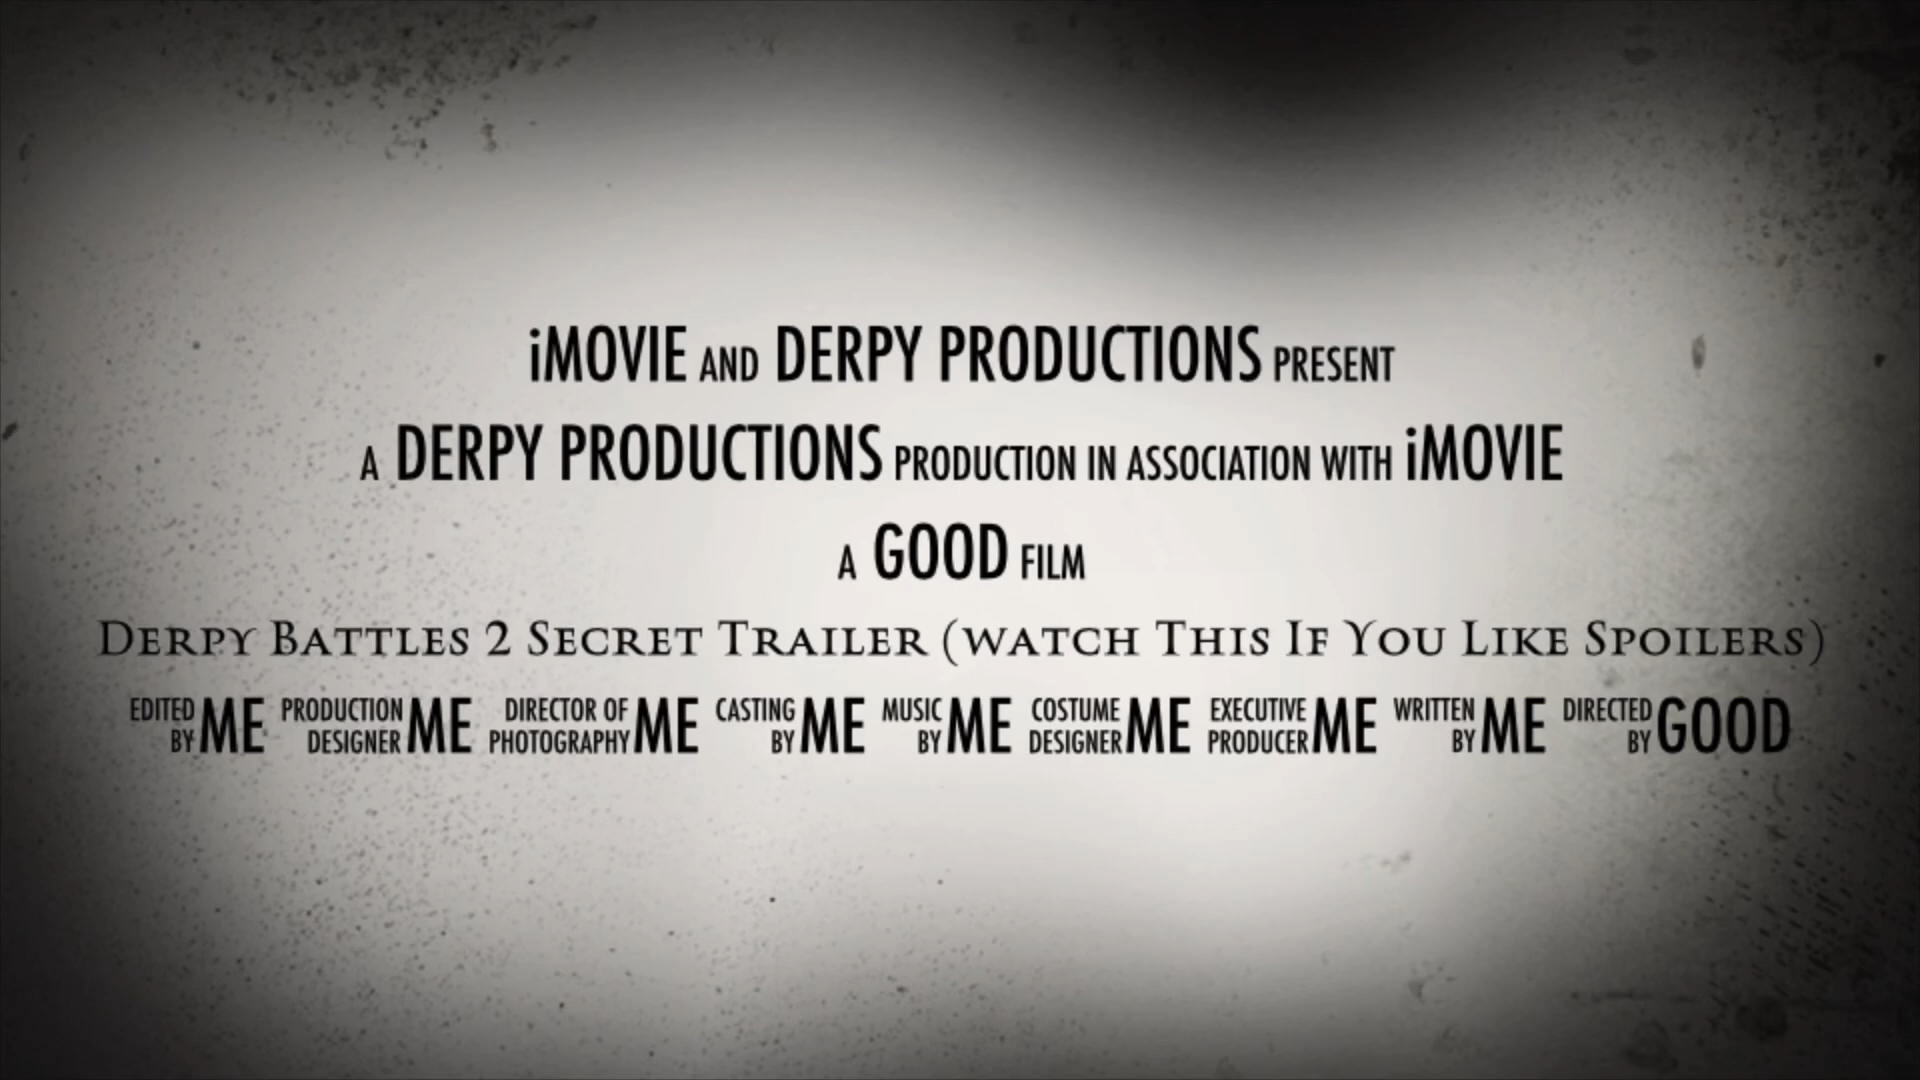 iMOVIE AND DERPY PRODUCTIONS PRESENT
A DERPY PRODUCTIONS PRODUCTION IN ASSOCIATION WITH iMOVIE
A GOOD FILM
DERPY BATTLES 2 SECRET TRAILER (WATCH THIS IF YOU LIKE SPOILERS)
EDITED BY ME PRODUCTION DESIGNER ME DIRECTOR OF PHOTOGRAPHY ME CASTING BY ME MUSIC BY ME COSTUME DESIGNER ME EXECUTIVE PRODUCER ME WRITTEN BY ME DIRECTED BY GOOD